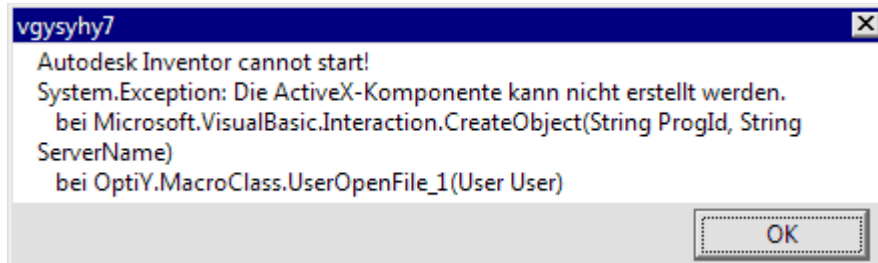 vgysyhy7
Autodesk Inventor cannot start!
System.Exception: Die ActiveX-Komponente kann nicht erstellt werden.
bei Microsoft.VisualBasic.Interaction.CreateObject(String ProgId, String
ServerName)
bei OptiY.MacroClass.UserOpenFile_1(User User)
OK